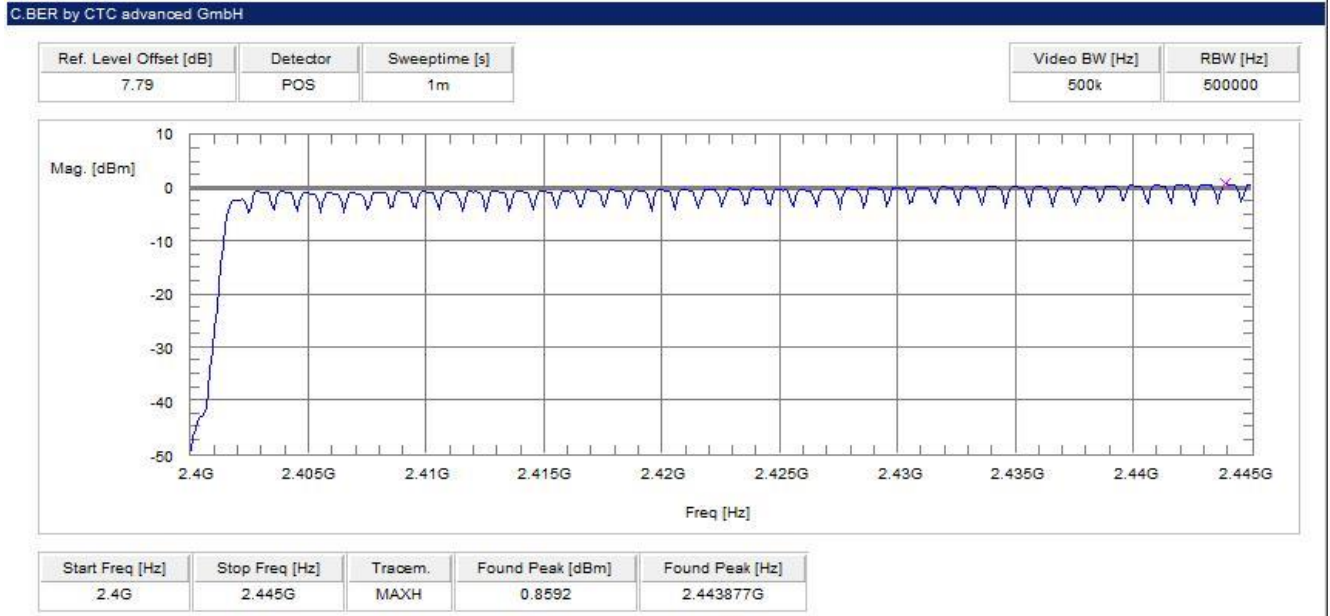 C.BER by CTC advanced GmbH
Ref. Level Offset [dB] Detector Sweeptime [s] Video BW [Hz] RBW [Hz]
7.79 POS 1m 500k 500000
10
Mag. [dBm]
0
-10
-20
-30
-40
-50
2.4G 2.405G 2.41G 2.415G 2.42G 2.425G 2.43G 2.435G 2.44G 2.445G
Freq [Hz]
Start Freq [Hz] Stop Freq [Hz] Tracem. Found Peak [dBm] Found Peak [Hz]
2.4G 2.445G MAXH 0.8592 2.443877G